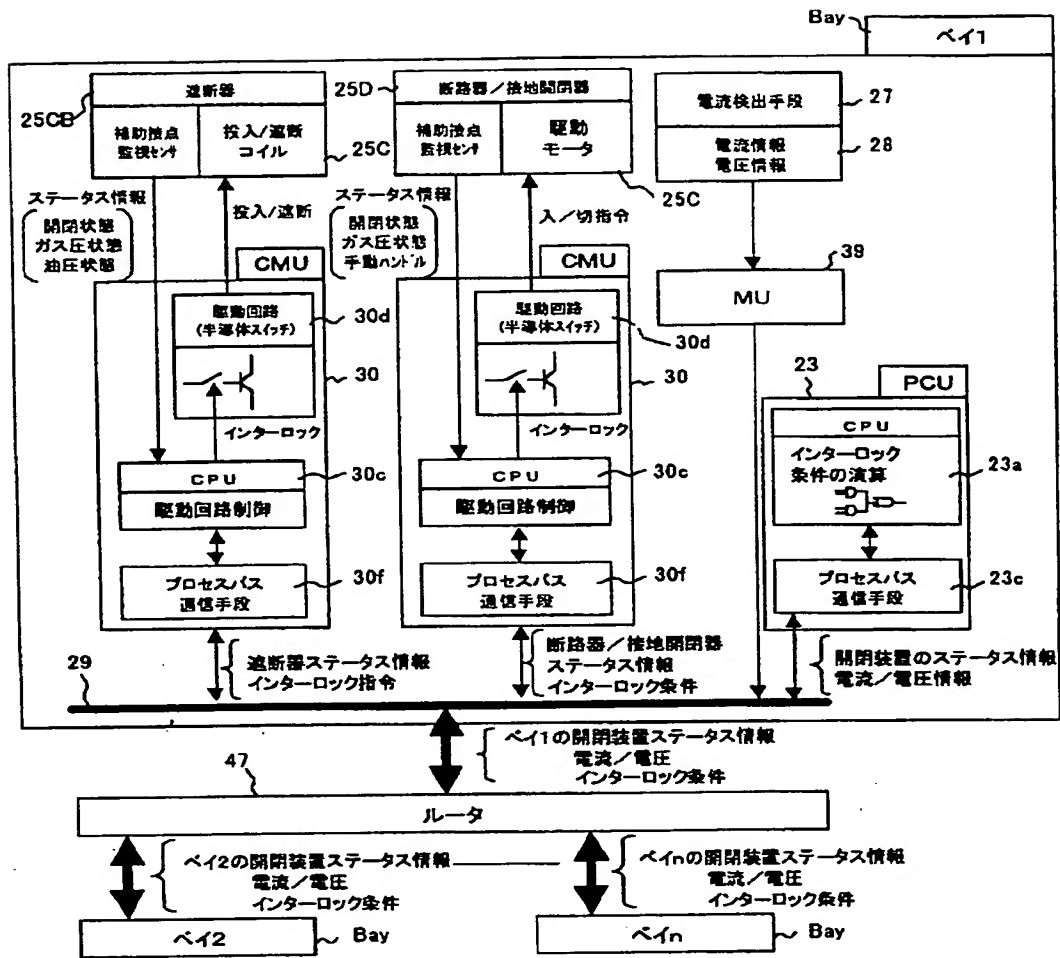 Bay
ベイ1
25CB
遮断器
補助接点
監視センサ
投入/遮断
コイル
25C
25D
断路器／接地開閉器
補助接点
監視センサ
駆動
モータ
25C
電流検出手段
27
電流情報
電圧情報
28
ステータス情報
開閉状態
ガス圧状態
油圧状態
投入/遮断
ステータス情報
開閉状態
ガス圧状態
手動ハンドル
入／切指令
39
MU
CMU
駆動回路
(半導体スイッチ)
30d
30
インターロック
CPU
30c
駆動回路制御
プロセスバス
通信手段
30f
CMU
駆動回路
(半導体スイッチ)
30d
30
インターロック
CPU
30c
駆動回路制御
プロセスバス
通信手段
30f
23
PCU
CPU
インターロック
条件の演算
23a
プロセスバス
通信手段
23c
29
遮断器ステータス情報
インターロック指令
断路器／接地開閉器
ステータス情報
インターロック条件
開閉装置のステータス情報
電流／電圧情報
ベイ1の開閉装置ステータス情報
電流／電圧
インターロック条件
47
ルータ
ベイ2の開閉装置ステータス情報
電流／電圧
インターロック条件
ベイnの開閉装置ステータス情報
電流／電圧
インターロック条件
ベイ2
Bay
ベイn
Bay